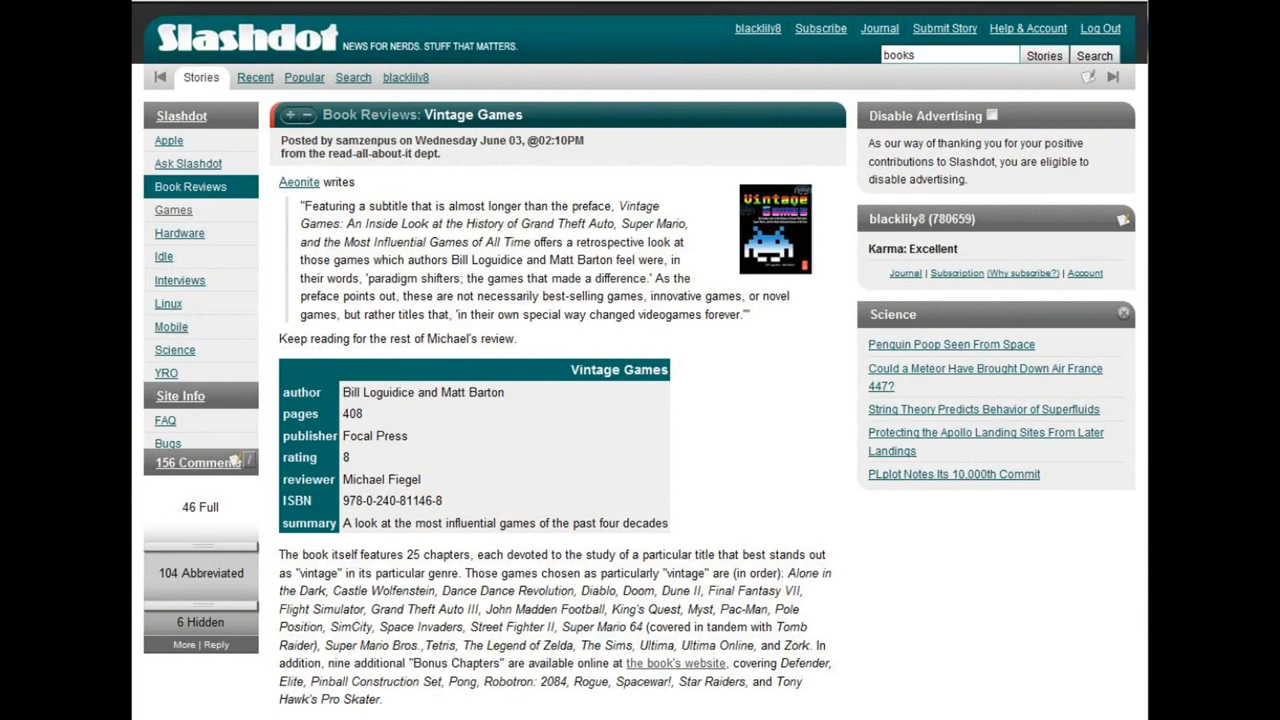 Slashdot NEWS FOR NERDS. STUFF THAT MATTERS.
blacklily8 Subscribe Journal Submit Story Help & Account Log Out
books Stories Search
Stories Recent Popular Search blacklily8
Slashdot
Apple
Ask Slashdot
Book Reviews
Games
Hardware
Idle
Interviews
Linux
Mobile
Science
YRO
Site Info
FAQ
Bugs
156 Comments
46 Full
104 Abbreviated
6 Hidden
More | Reply
Book Reviews: Vintage Games
Posted by samzenpus on Wednesday June 03, @02:10PM
from the read-all-about-it dept.
Aeonite writes
"Featuring a subtitle that is almost longer than the preface, Vintage
Games: An Inside Look at the History of Grand Theft Auto, Super Mario,
and the Most Influential Games of All Time offers a retrospective look at
those games which authors Bill Loguidice and Matt Barton feel were, in
their words, 'paradigm shifters; the games that made a difference.' As the
preface points out, these are not necessarily best-selling games, innovative games, or novel
games, but rather titles that, 'in their own special way changed videogames forever.'"
Vintage
Games
Keep reading for the rest of Michael's review.
Vintage Games
author Bill Loguidice and Matt Barton
pages 408
publisher Focal Press
rating 8
reviewer Michael Fiegel
ISBN 978-0-240-81146-8
summary A look at the most influential games of the past four decades
The book itself features 25 chapters, each devoted to the study of a particular title that best stands out
as "vintage" in its particular genre. Those games chosen as particularly "vintage" are (in order): Alone in
the Dark, Castle Wolfenstein, Dance Dance Revolution, Diablo, Doom, Dune II, Final Fantasy VII,
Flight Simulator, Grand Theft Auto III, John Madden Football, King's Quest, Myst, Pac-Man, Pole
Position, SimCity, Space Invaders, Street Fighter II, Super Mario 64 (covered in tandem with Tomb
Raider), Super Mario Bros.,Tetris, The Legend of Zelda, The Sims, Ultima, Ultima Online, and Zork. In
addition, nine additional "Bonus Chapters" are available online at the book's website, covering Defender,
Elite, Pinball Construction Set, Pong, Robotron: 2084, Rogue, Spacewar!, Star Raiders, and Tony
Hawk's Pro Skater.
Disable Advertising
As our way of thanking you for your positive
contributions to Slashdot, you are eligible to
disable advertising.
blacklily8 (780659)
Karma: Excellent
Journal | Subscription (Why subscribe?) | Account
Science
Penguin Poop Seen From Space
Could a Meteor Have Brought Down Air France
447?
String Theory Predicts Behavior of Superfluids
Protecting the Apollo Landing Sites From Later
Landings
PLplot Notes Its 10,000th Commit